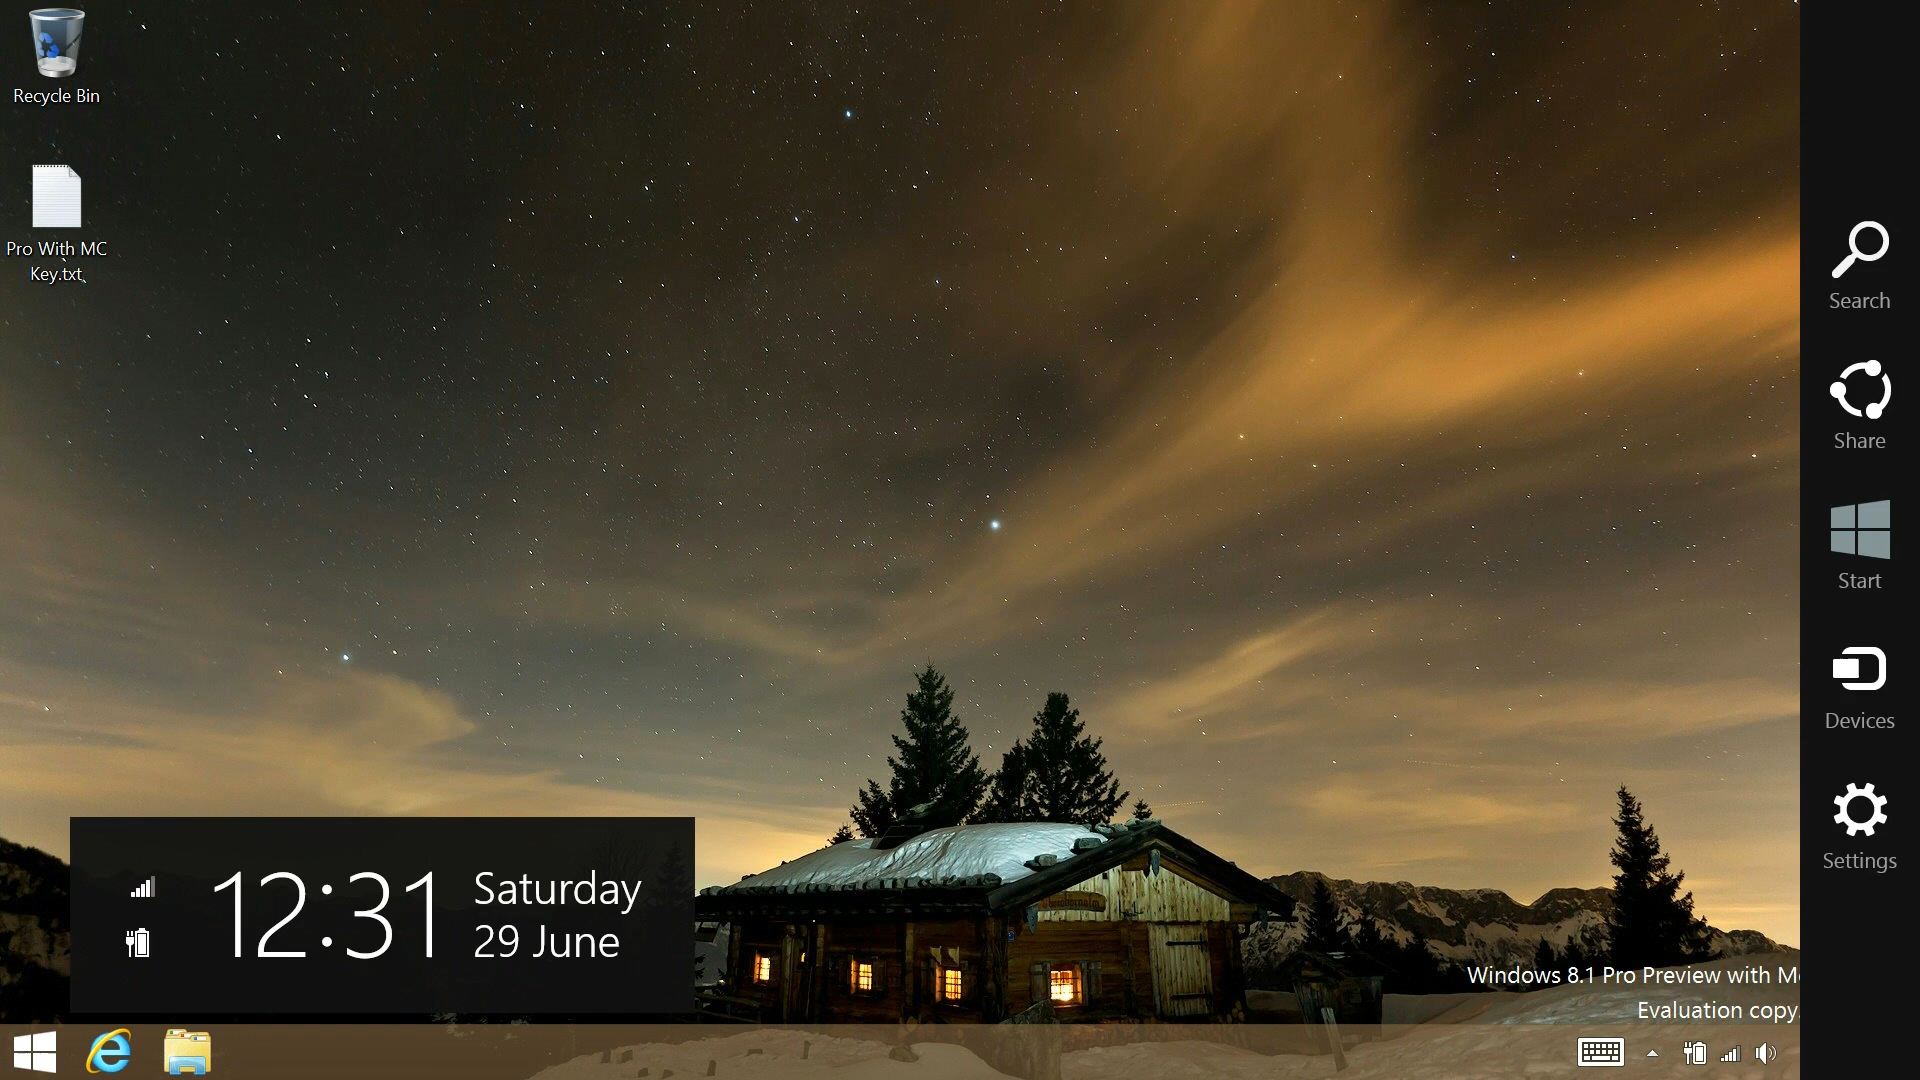 Recycle Bin
Pro With MC
Key.txt
Search
Share
Start
Devices
Settings
12:31
Saturday
29 June
Windows 8.1 Pro Preview with M
Evaluation copy.